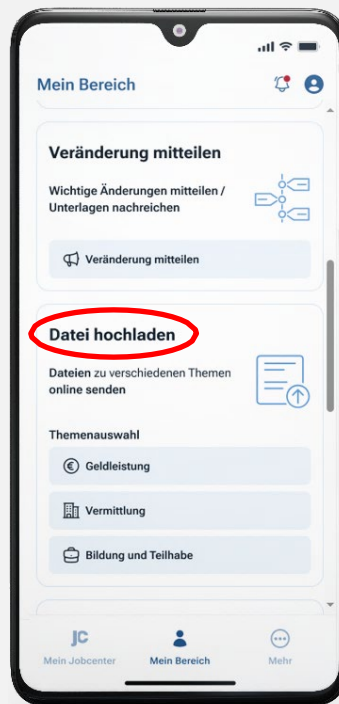 Mein Bereich
Veränderung mitteilen
Wichtige Änderungen mitteilen /
Unterlagen nachreichen
Veränderung mitteilen
Datei hochladen
Dateien zu verschiedenen Themen
online senden
Themenauswahl
Geldleistung
Vermittlung
Bildung und Teilhabe
JC
Mein Jobcenter
Mein Bereich
Mehr